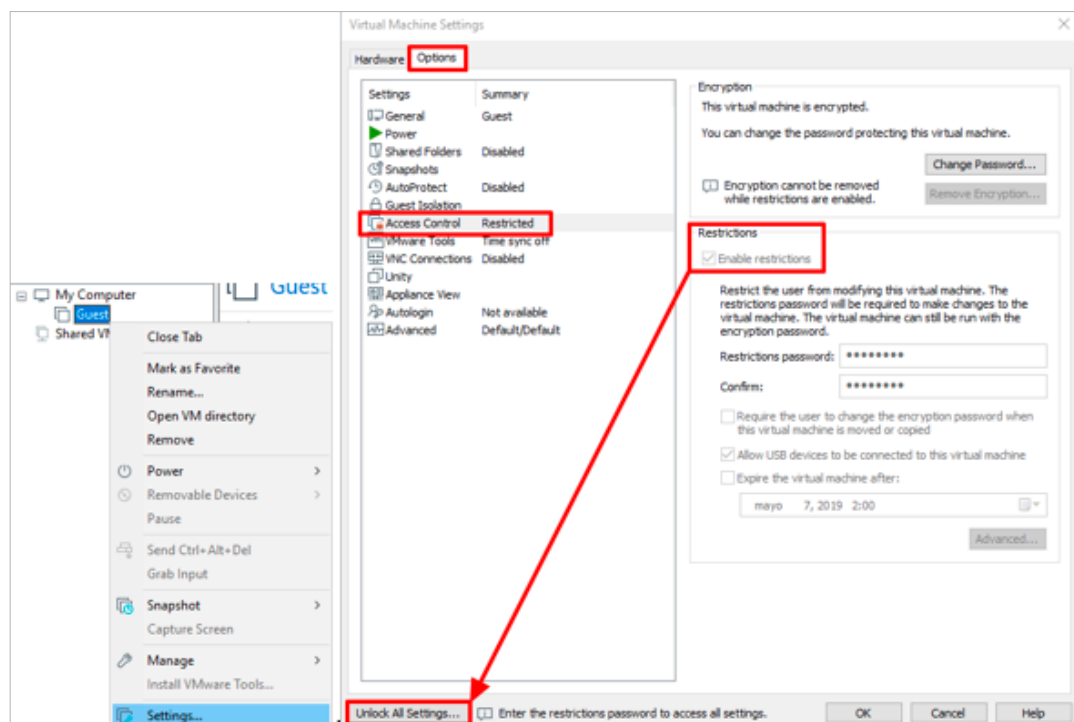 Virtual Machine Settings
Hardware Options
Settings Summary
General Guest
Power
Shared Folders Disabled
Snapshots
AutoProtect Disabled
Guest Isolation
Access Control Restricted
VMware Tools Time sync off
VNC Connections Disabled
Unity
Appliance View
Autologin Not available
Advanced Default/Default
Encryption
This virtual machine is encrypted.
You can change the password protecting this virtual machine.
Change Password...
Encryption cannot be removed
while restrictions are enabled.
Remove Encryption...
Restrictions
Enable restrictions
Restrict the user from modifying this virtual machine. The
restrictions password will be required to make changes to the
virtual machine. The virtual machine can still be run with the
encryption password.
Restrictions password: ********
Confirm: ********
Require the user to change the encryption password when
this virtual machine is moved or copied
Allow USB devices to be connected to this virtual machine
Expire the virtual machine after:
mayo 7, 2019 2:00
Advanced...
My Computer
Guest
Shared VM
Guest
Close Tab
Mark as Favorite
Rename...
Open VM directory
Remove
Power
Removable Devices
Pause
Send Ctrl+Alt+Del
Grab Input
Snapshot
Capture Screen
Manage
Install VMware Tools...
Settings...
Unlock All Settings... Enter the restrictions password to access all settings.
OK Cancel Help